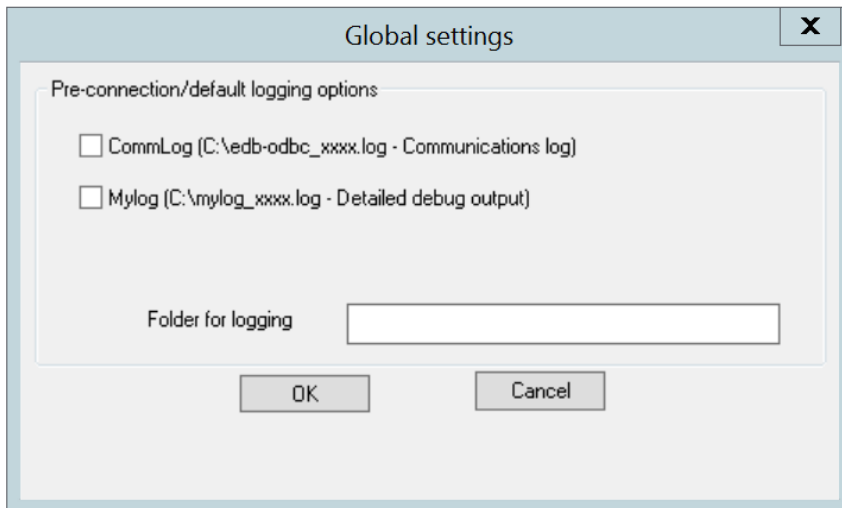 Global settings
X
Pre-connection/default logging options
CommLog (C:\edb-odbc_xxxx.log - Communications log)
Mylog (C:\mylog_xxxx.log - Detailed debug output)
Folder for logging
OK
Cancel